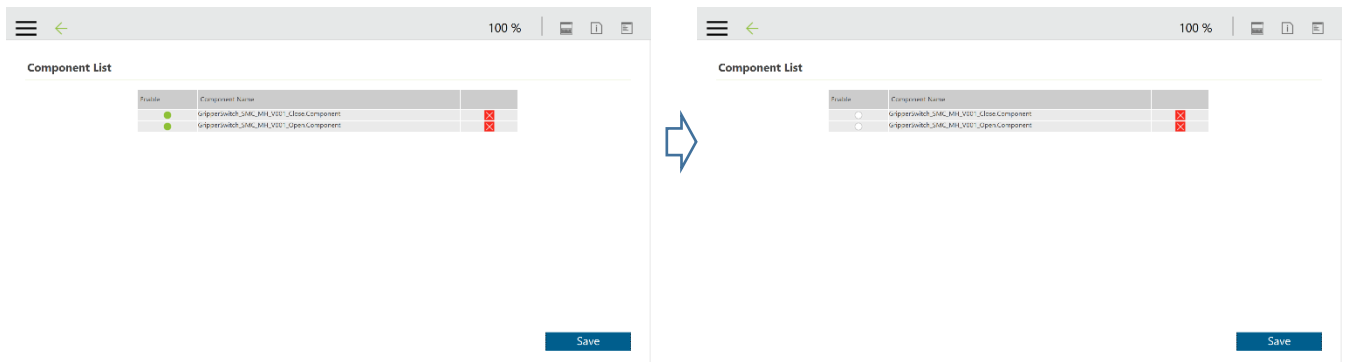 100 %
Component List
Enable Component Name
GripperSwitch_SMC_MH_V001_Close.Component
GripperSwitch_SMC_MH_V001_Open.Component
Save
100 %
Component List
Enable Component Name
GripperSwitch_SMC_MH_V001_Close.Component
GripperSwitch_SMC_MH_V001_Open.Component
Save